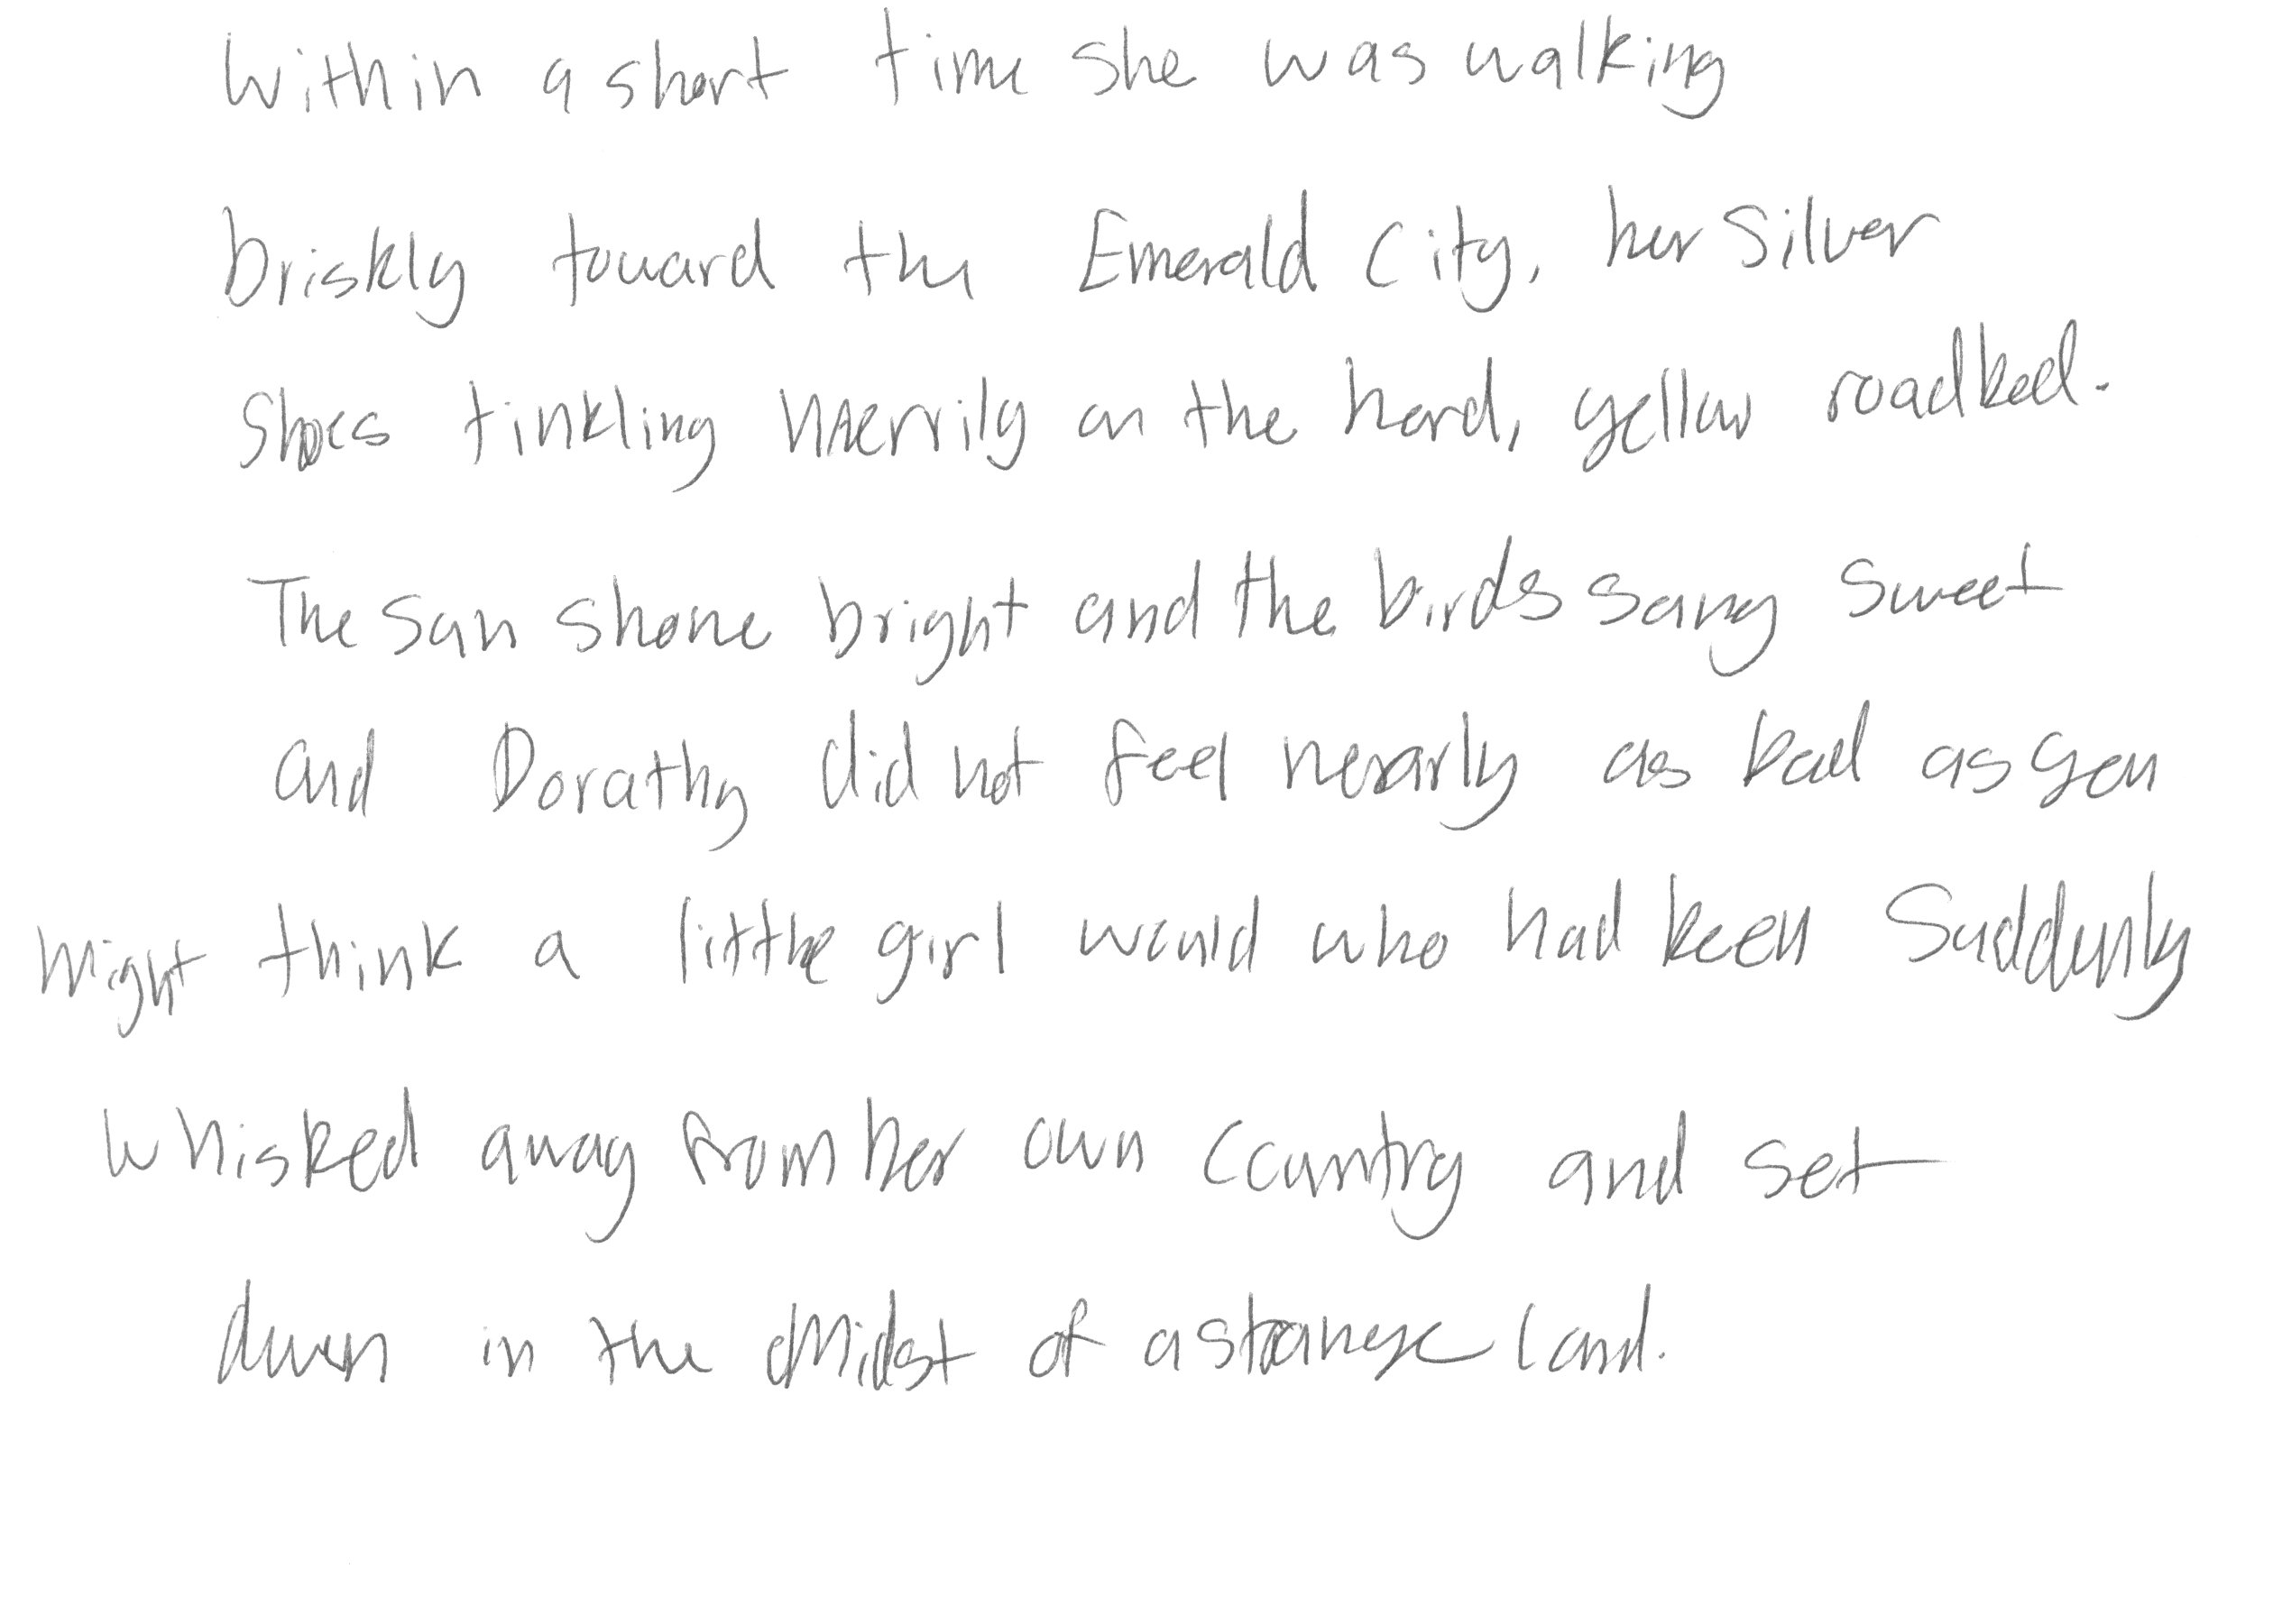 Within a short time she was walking
briskly toward the Emerald City, her Silver
Shoes tinkling merrily on the hard, yellow roadbed.
The sun shone bright and the birds sang sweet
and Dorothy did not feel nearly as bad as you
might think a little girl would who had been suddenly
whisked away from her own country and set
down in the midst of a strange land.